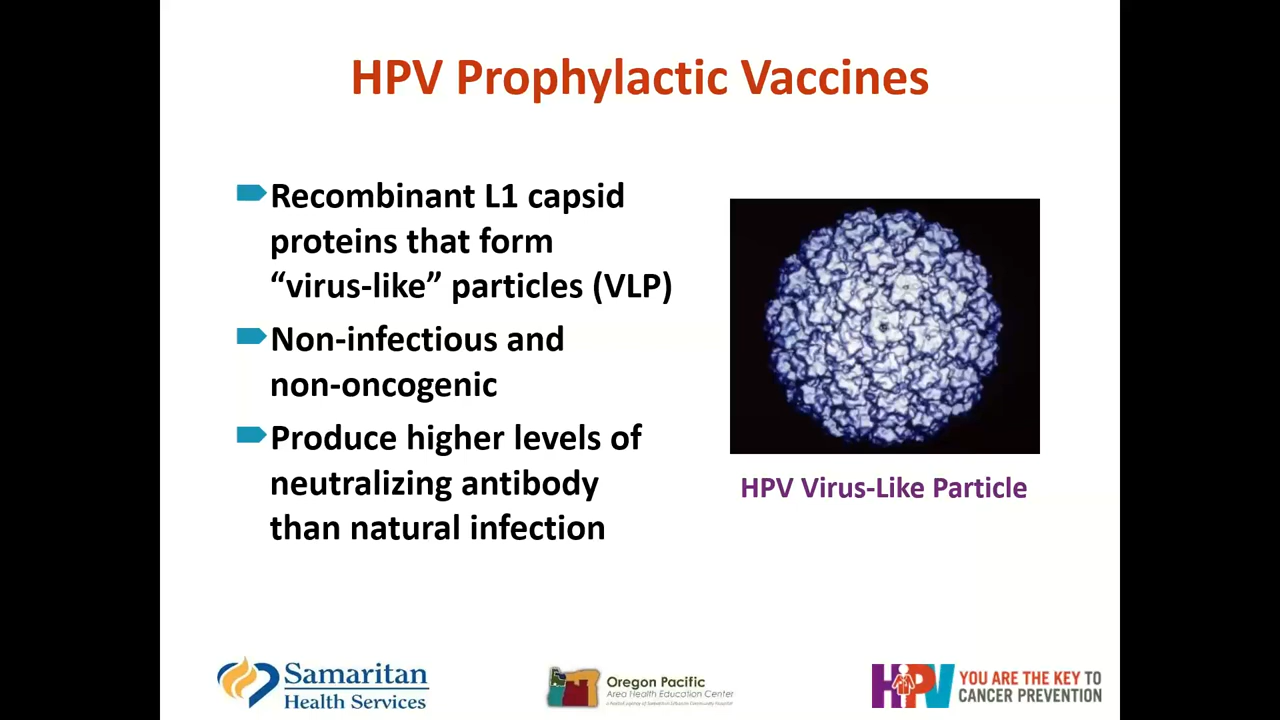 HPV Prophylactic Vaccines
Recombinant L1 capsid
proteins that form
“virus-like” particles (VLP)
Non-infectious and
non-oncogenic
Produce higher levels of
neutralizing antibody
than natural infection
HPV Virus-Like Particle
Samaritan
Health Services
Oregon Pacific
Area Health Education Center
HPV
YOU ARE THE KEY TO
CANCER PREVENTION